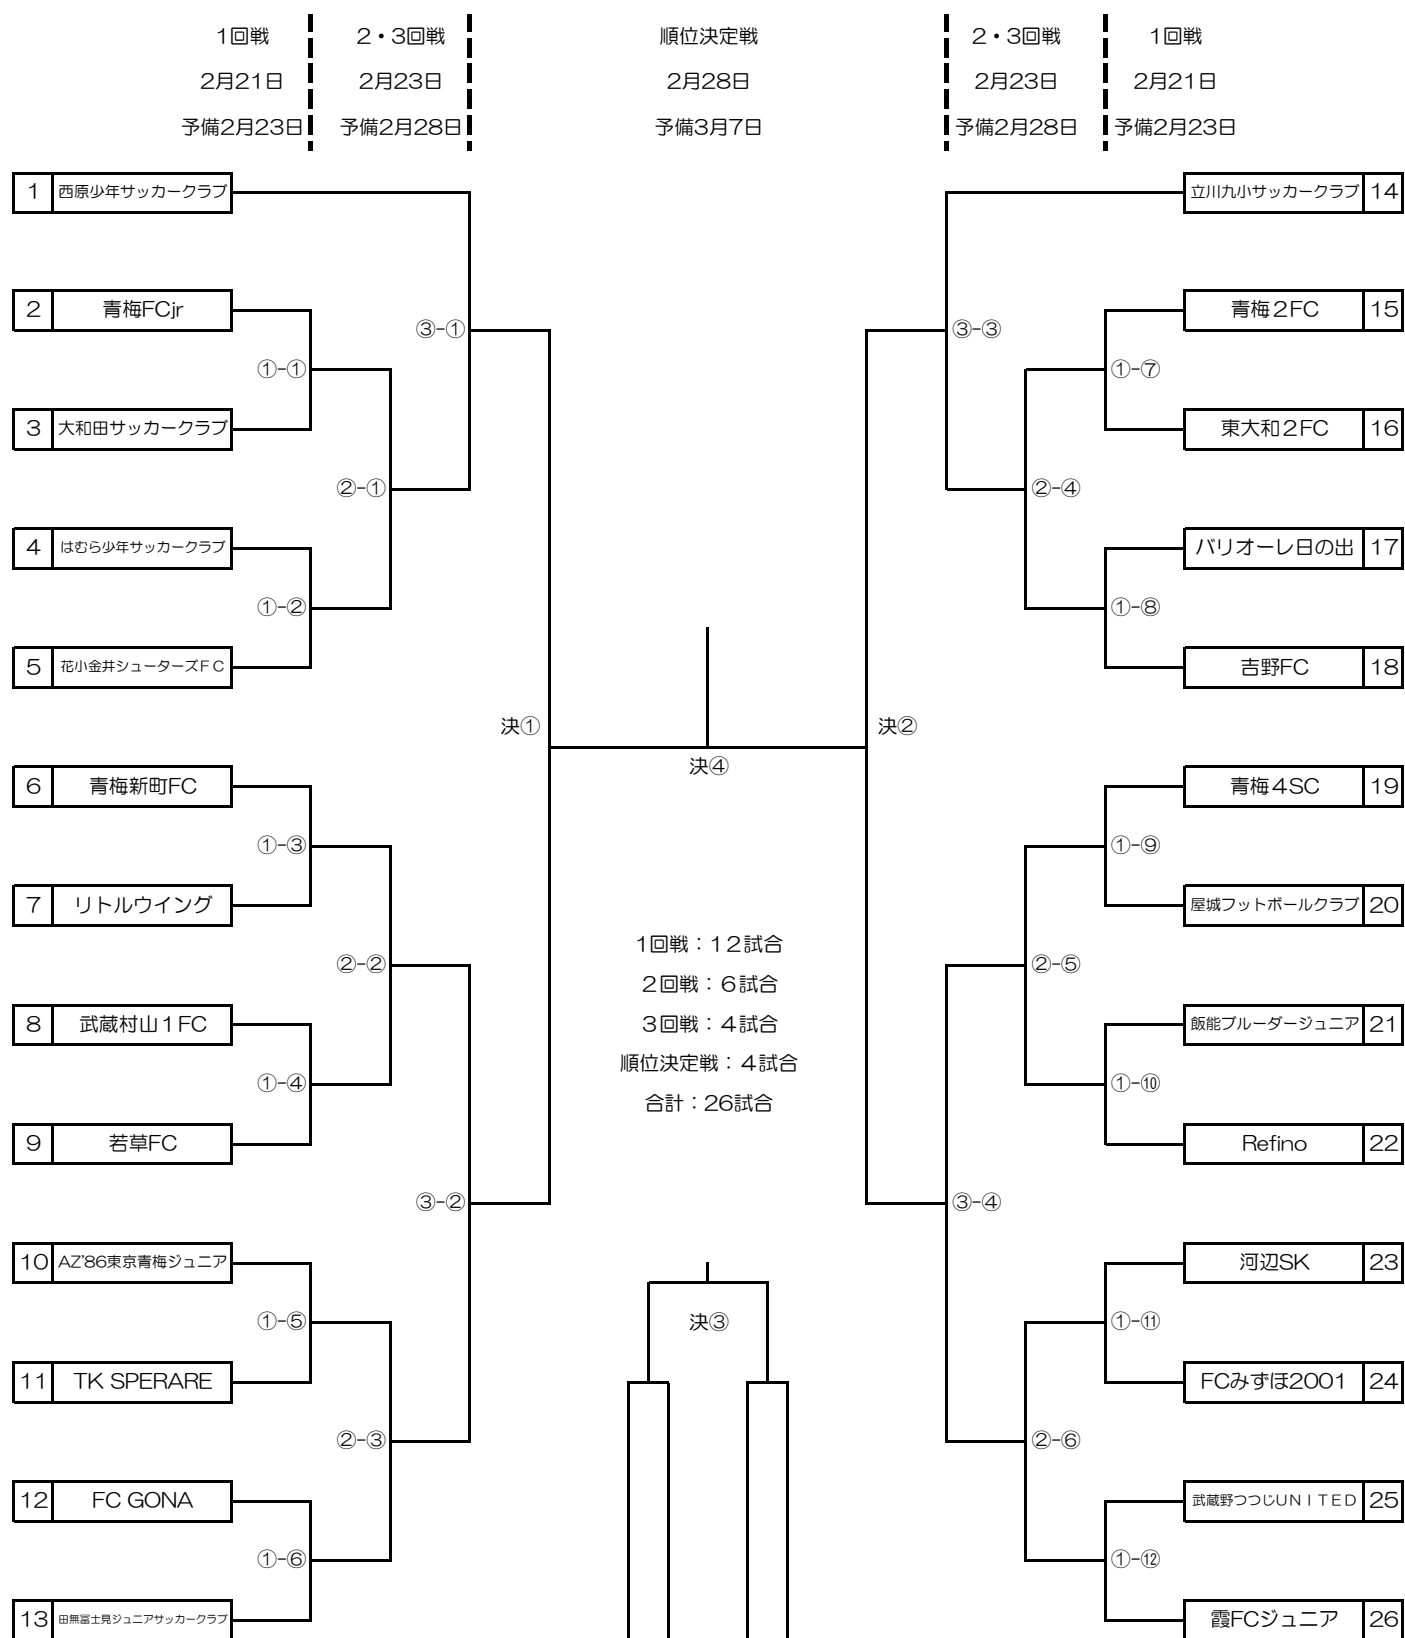 1回戦
2・3回戦
順位決定戦
2・3回戦
1回戦
2月21日
2月23日
2月28日
2月23日
2月21日
予備2月23日
予備2月28日
予備3月7日
予備2月28日
予備2月23日
1 西原少年サッカークラブ
2 青梅FCjr
3 大和田サッカークラブ
4 はむら少年サッカークラブ
5 花小金井シューターズＦＣ
6 青梅新町FC
7 リトルウイング
8 武蔵村山１FC
9 若草FC
10 AZ'86東京青梅ジュニア
11 TK SPERARE
12 FC GONA
13 田無冨士見ジュニアサッカークラブ
①-①
①-②
①-③
①-④
①-⑤
①-⑥
②-①
②-②
②-③
③-①
③-②
決①
決④
決②
1回戦：１２試合
２回戦：６試合
３回戦：４試合
順位決定戦：４試合
合計：26試合
決③
③-③
③-④
②-④
②-⑤
②-⑥
①-⑦
①-⑧
①-⑨
①-⑩
①-⑪
①-⑫
立川九小サッカークラブ 14
青梅２FC 15
東大和２FC 16
バリオーレ日の出 17
吉野FC 18
青梅４SC 19
屋城フットボールクラブ 20
飯能ブルーダージュニア 21
Refino 22
河辺SK 23
FCみずほ2001 24
武蔵野つつじＵＮＩＴＥＤ 25
霞FCジュニア 26